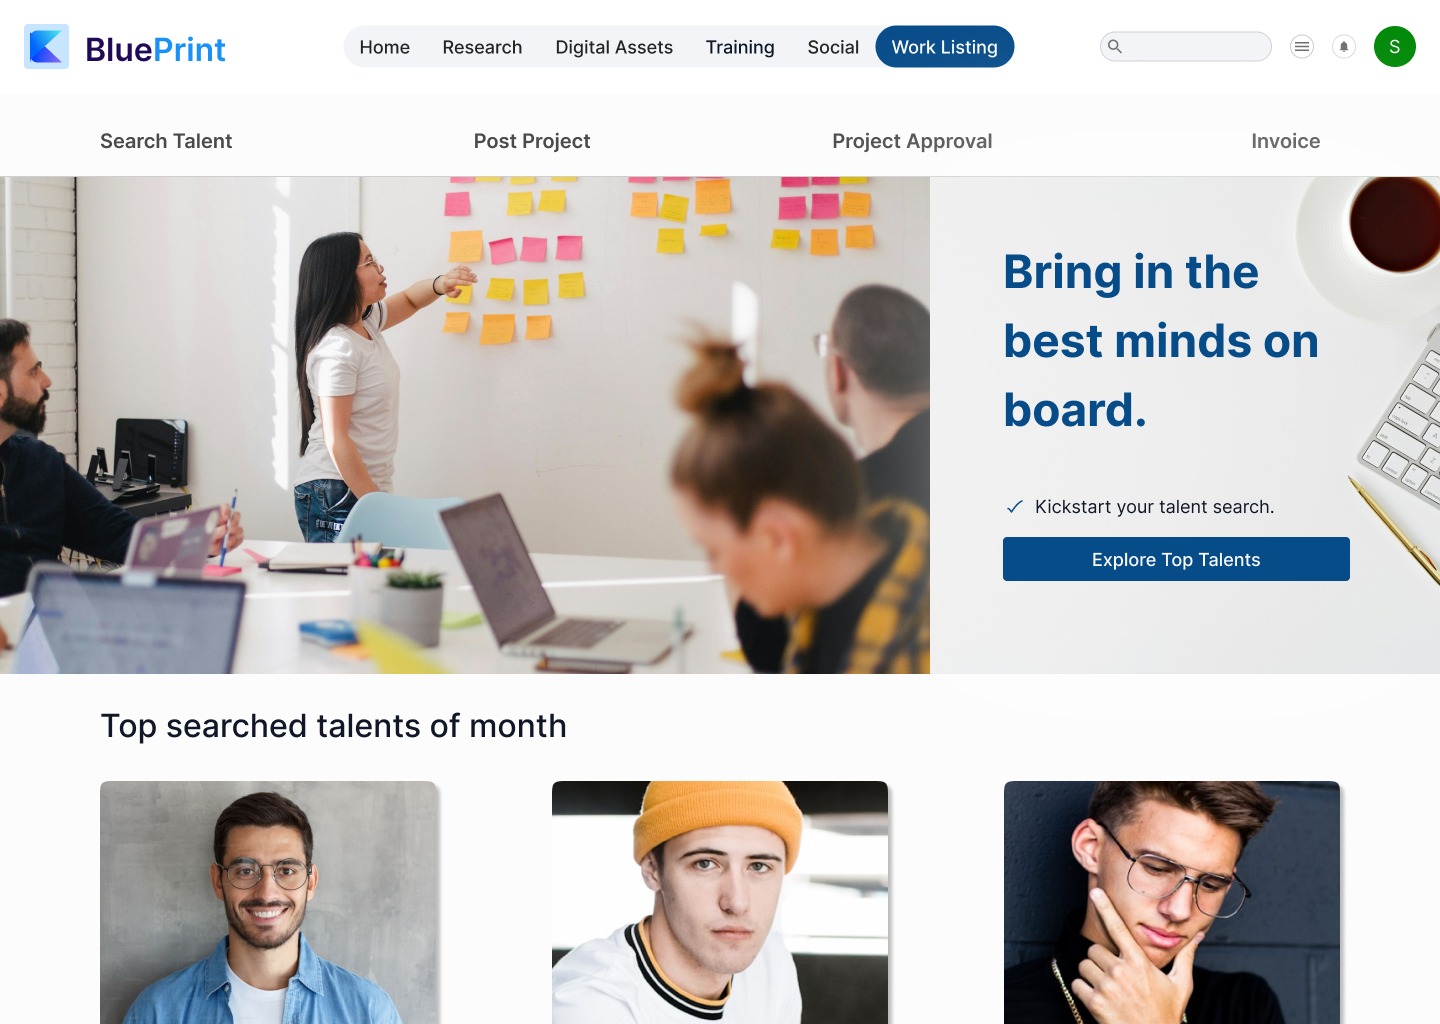 BluePrint
Home
Research
Digital Assets
Training
Social
Work Listing
S
Search Talent
Post Project
Project Approval
Invoice
Bring in the
best minds on
board.
Kickstart your talent search.
Explore Top Talents
Top searched talents of month